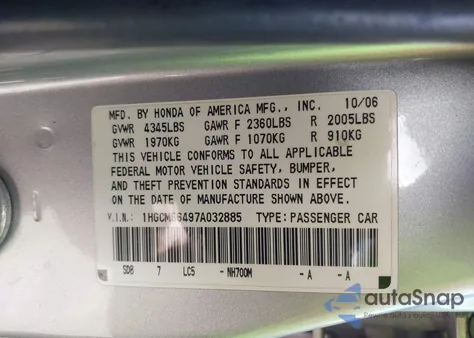 MFD. BY HONDA OF AMERICA MFG., INC. 10/06
GVWR 4345LBS GAWR F 2360LBS R 2005LBS
GVWR 1970KG GAWR F 1070KG R 910KG
THIS VEHICLE CONFORMS TO ALL APPLICABLE
FEDERAL MOTOR VEHICLE SAFETY, BUMPER,
AND THEFT PREVENTION STANDARDS IN EFFECT
ON THE DATE OF MANUFACTURE SHOWN ABOVE.
V.I.N.: 1HGCM66497A032885 TYPE: PASSENGER CAR
SDB 7 LC5 - NH700M - A - A
autaSnap